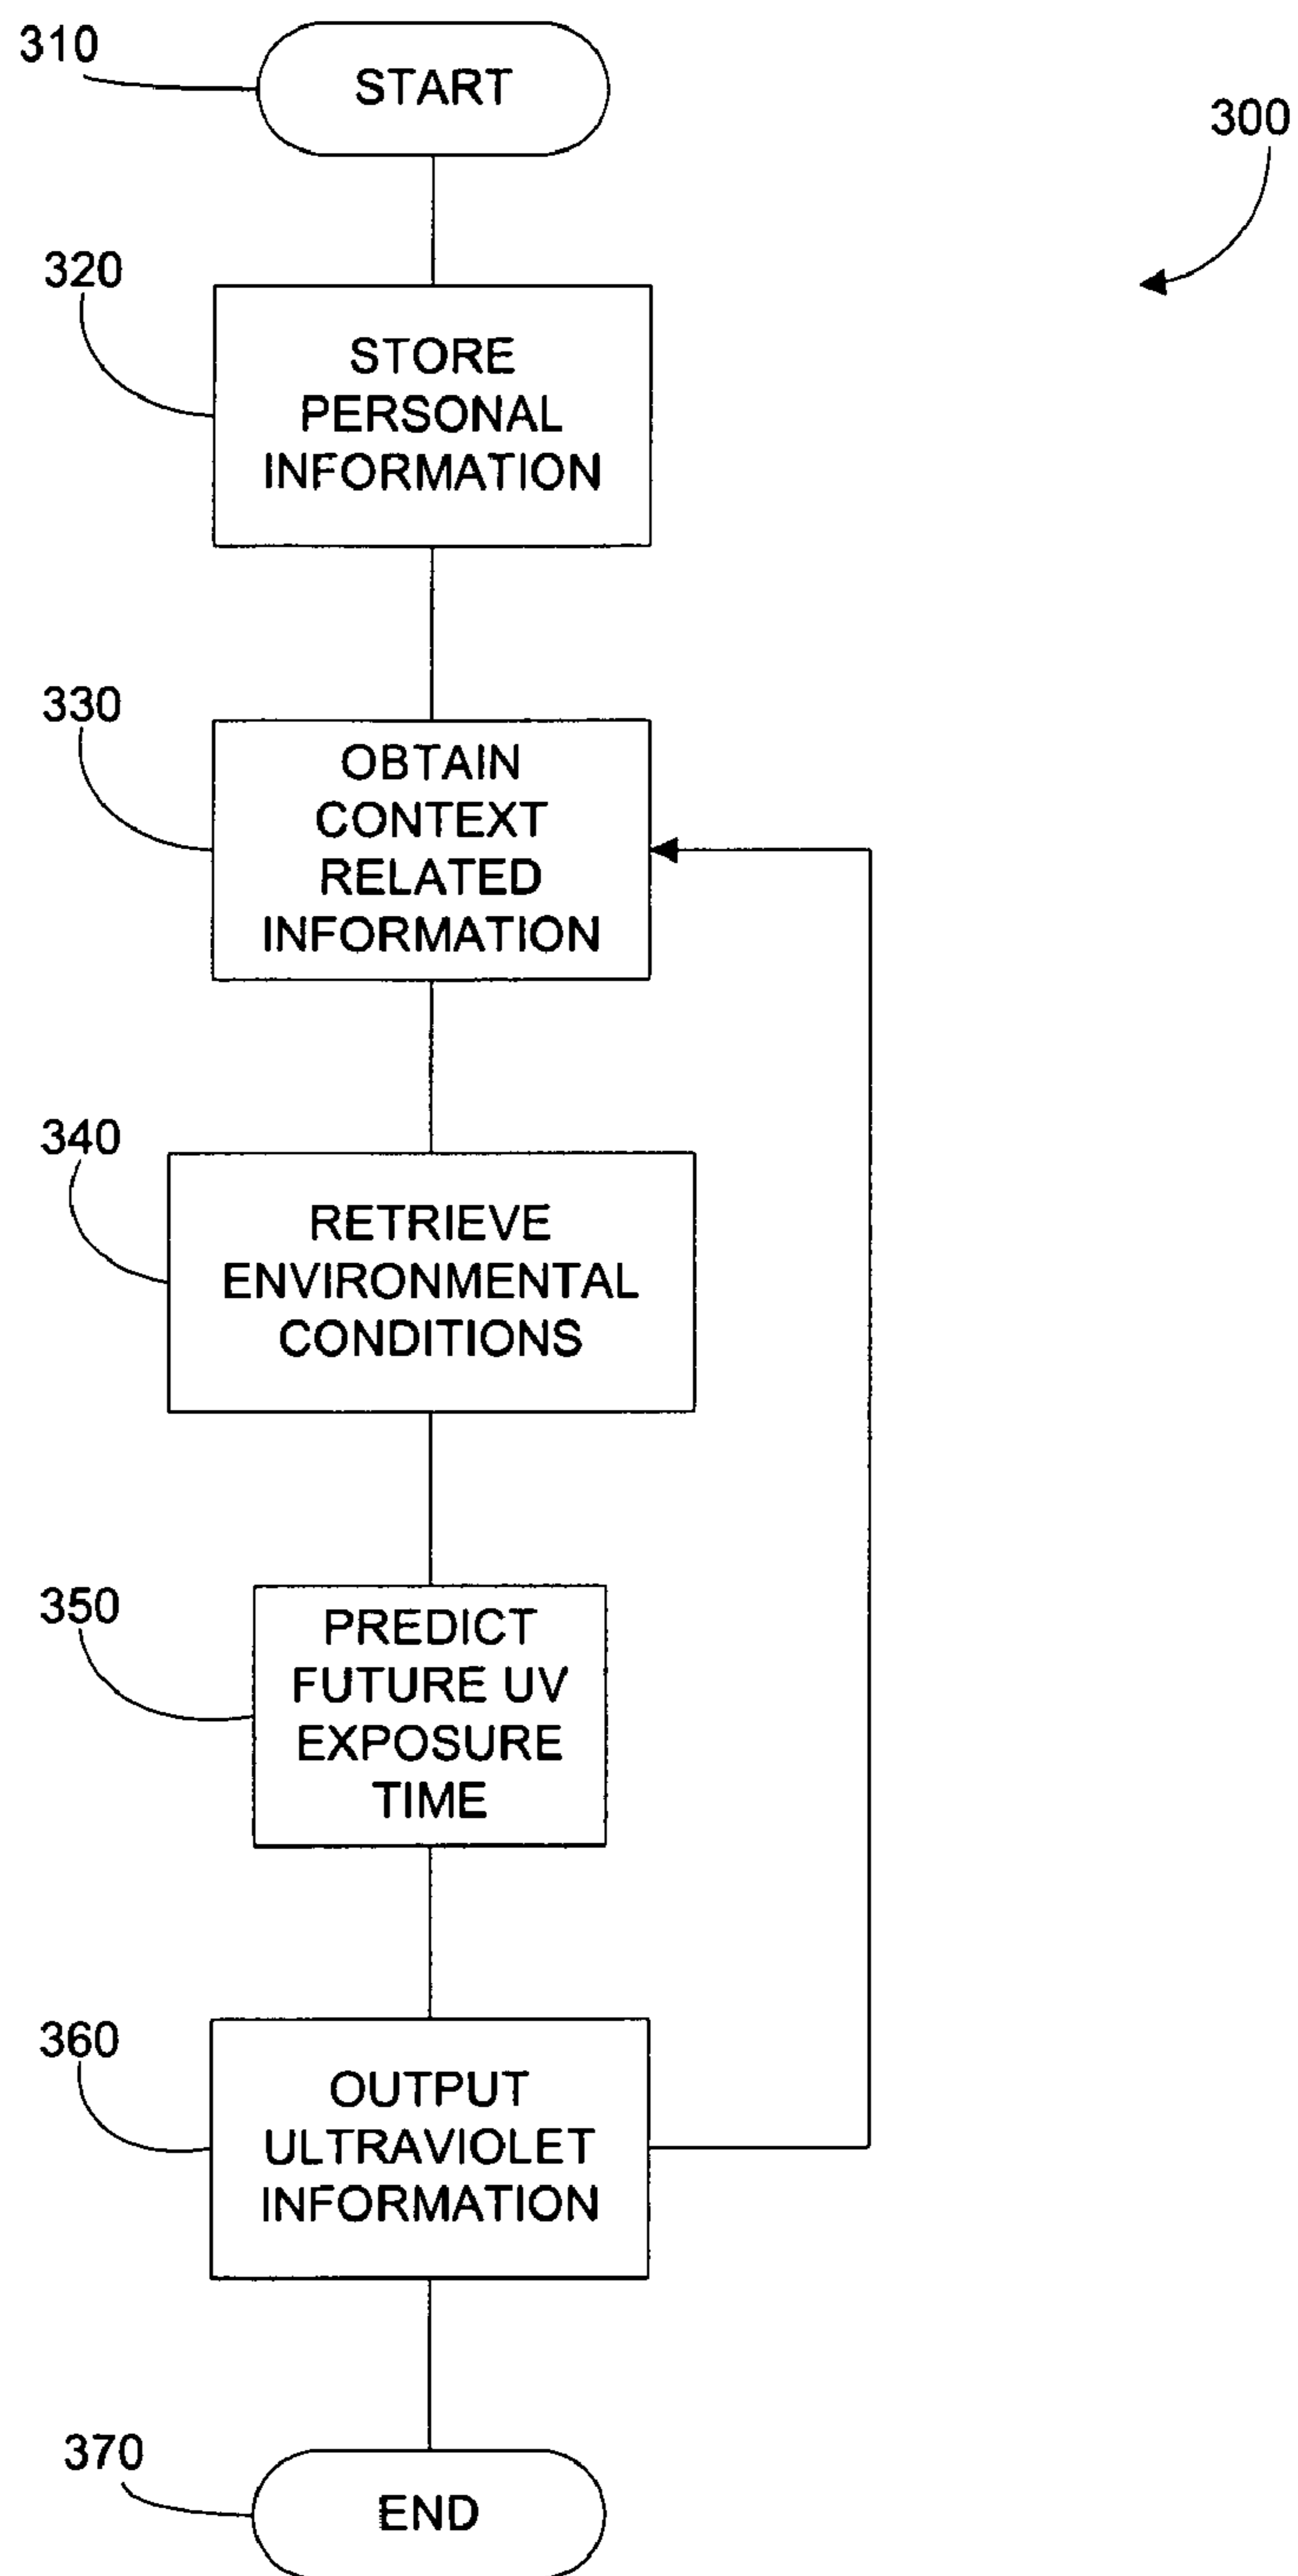 310
START
300
320
STORE
PERSONAL
INFORMATION
330
OBTAIN
CONTEXT
RELATED
INFORMATION
340
RETRIEVE
ENVIRONMENTAL
CONDITIONS
350
PREDICT
FUTURE UV
EXPOSURE
TIME
360
OUTPUT
ULTRAVIOLET
INFORMATION
370
END